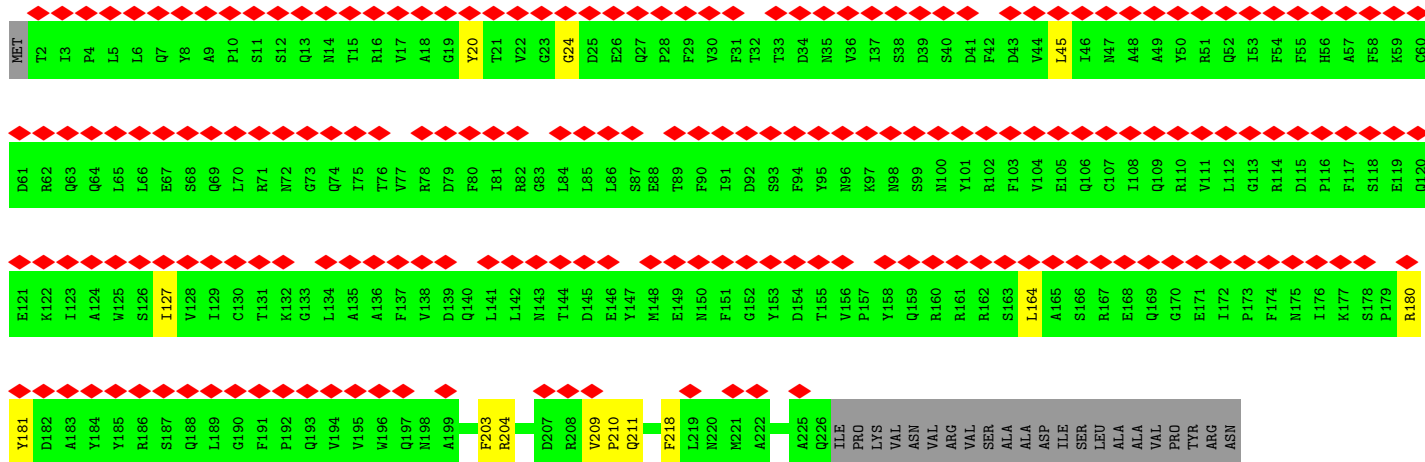 MET T2 I3 P4 L5 L6 Q7 Y8 A9 P10 S11 S12 Q13 N14 T15 R16 V17 A18 G19 Y20 T21 V22 G23 G24 D25 E26 Q27 P28 F29 V30 F31 T32 T33 D34 N35 V36 I37 S38 D39 S40 D41 F42 D43 V44 L45 I46 N47 A48 A49 Y50 R51 Q52 I53 F54 F55 H56 A57 F58 K59 C60
D61 R62 Q63 Q64 L65 L66 E67 S68 Q69 L70 R71 N72 G73 Q74 I75 T76 V77 R78 D79 F80 I81 R82 G83 L84 L85 L86 S87 E88 T89 F90 I91 D92 S93 F94 Y95 N96 K97 N98 S99 N100 Y101 R102 F103 V104 E105 Q106 C107 I108 Q109 R110 V111 L112 G113 R114 D115 P116 F117 S118 E119 Q120
E121 K122 I123 A124 W125 S126 I127 V128 I129 C130 T131 K132 G133 L134 A135 A136 F137 V138 D139 Q140 L141 L142 N143 T144 D145 E146 Y147 M148 E149 N150 F151 G152 Y153 D154 T155 V156 P157 Y158 Q159 R160 R161 R162 S163 L164 A165 S166 R167 E168 Q169 G170 E171 I172 P173 F174 N175 I176 K177 S178 P179 R180
Y181 D182 A183 Y184 Y185 R186 S187 Q188 L189 G190 F191 P192 Q193 V194 V195 W196 Q197 N198 A199 F203 R204 D207 R208 V209 P210 Q211 F218 L219 N220 M221 A222 A225 Q226 ILE PRO LYS VAL ASN VAL ARG VAL SER ALA ALA ASP ILE SER LEU ALA ALA VAL PRO TYR ARG ASN